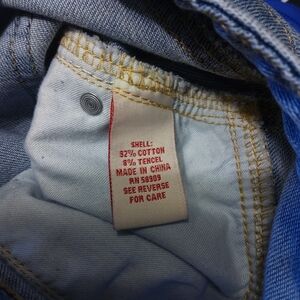 SHELL:
92% COTTON
8% TENCEL
MADE IN CHINA
RN 58909
SEE REVERSE
FOR CARE